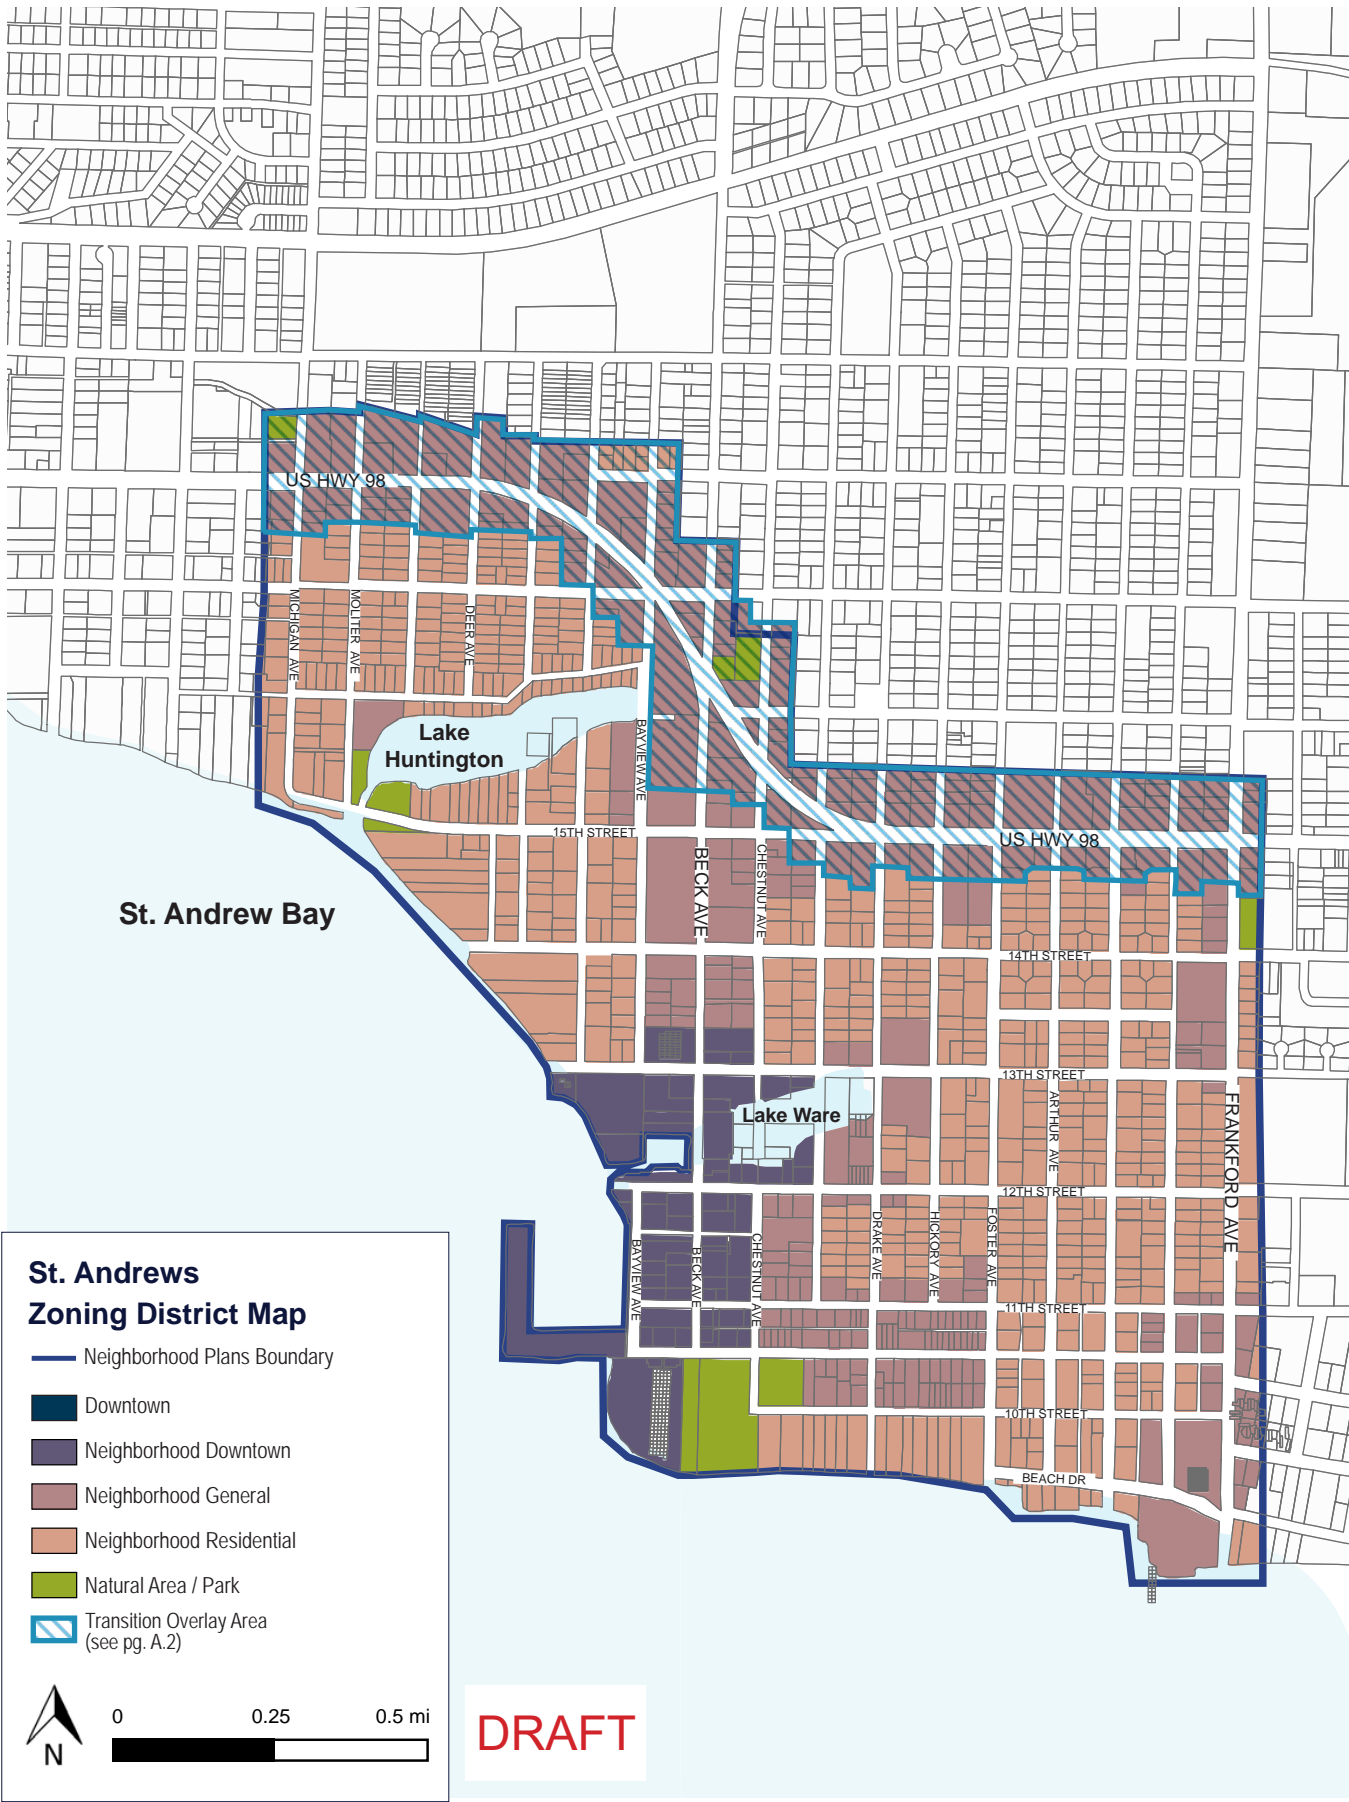 US HWY 98
MICHIGAN AVE
MOLITER AVE
DEER AVE
Lake
Huntington
BAYVIEW AVE
15TH STREET
US HWY 98
BECK AVE
CHESTNUT AVE
St. Andrew Bay
14TH STREET
13TH STREET
Lake Ware
ARTHUR AVE
FRANKFORD AVE
12TH STREET
DRAKE AVE
HICKORY AVE
FOSTER AVE
BAYVIEW AVE
BECK AVE
CHESTNUT AVE
11TH STREET
10TH STREET
BEACH DR
St. Andrews
Zoning District Map
Neighborhood Plans Boundary
Downtown
Neighborhood Downtown
Neighborhood General
Neighborhood Residential
Natural Area / Park
Transition Overlay Area
(see pg. A.2)
N
0 0.25 0.5 mi
DRAFT